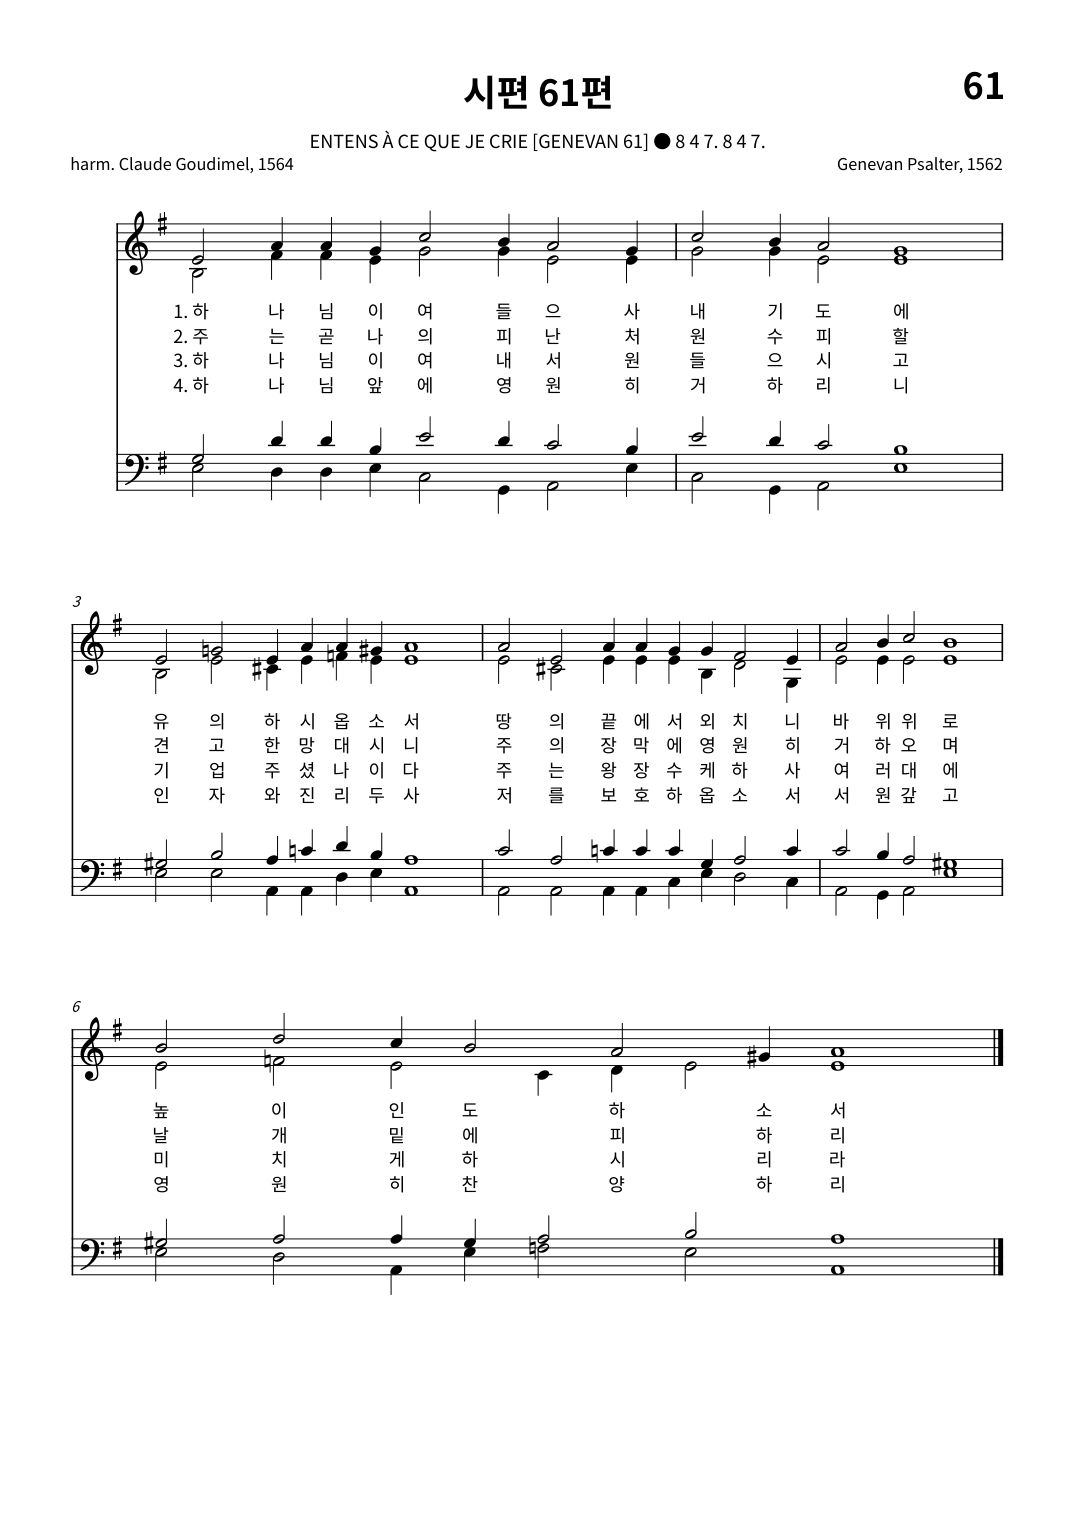 시편 61편
61
ENTENS À CE QUE JE CRIE [GENEVAN 61] ● 8 4 7. 8 4 7.
harm. Claude Goudimel, 1564
Genevan Psalter, 1562
1. 하 나 님 이 여 들 으 사 내 기 도 에
2. 주 는 곧 나 의 피 난 처 원 수 피 할
3. 하 나 님 이 여 내 서 원 들 으 시 고
4. 하 나 님 앞 에 영 원 히 거 하 리 니
3
유 의 하 시 옵 소 서 땅 의 끝 에 서 외 치 니 바 위 위 로
견 고 한 망 대 시 니 주 의 장 막 에 영 원 히 거 하 오 며
기 업 주 셨 나 이 다 주 는 왕 장 수 케 하 사 여 러 대 에
인 자 와 진 리 두 사 저 를 보 호 하 옵 소 서 서 원 갚 고
6
높 이 인 도 하 소 서
날 개 밑 에 피 하 리
미 치 게 하 시 리 라
영 원 히 찬 양 하 리